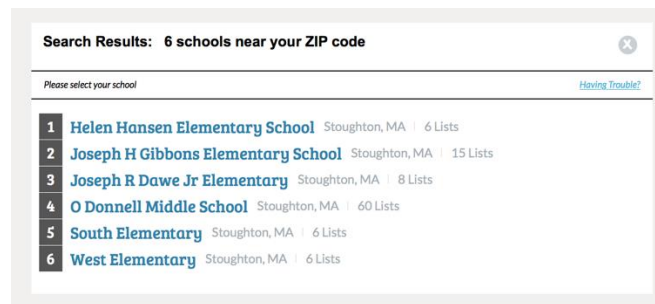 Search Results: 6 schools near your ZIP code
Please select your school Having Trouble?
1 Helen Hansen Elementary School Stoughton, MA | 6 Lists
2 Joseph H Gibbons Elementary School Stoughton, MA | 15 Lists
3 Joseph R Dawe Jr Elementary Stoughton, MA | 8 Lists
4 O Donnell Middle School Stoughton, MA | 60 Lists
5 South Elementary Stoughton, MA | 6 Lists
6 West Elementary Stoughton, MA | 6 Lists